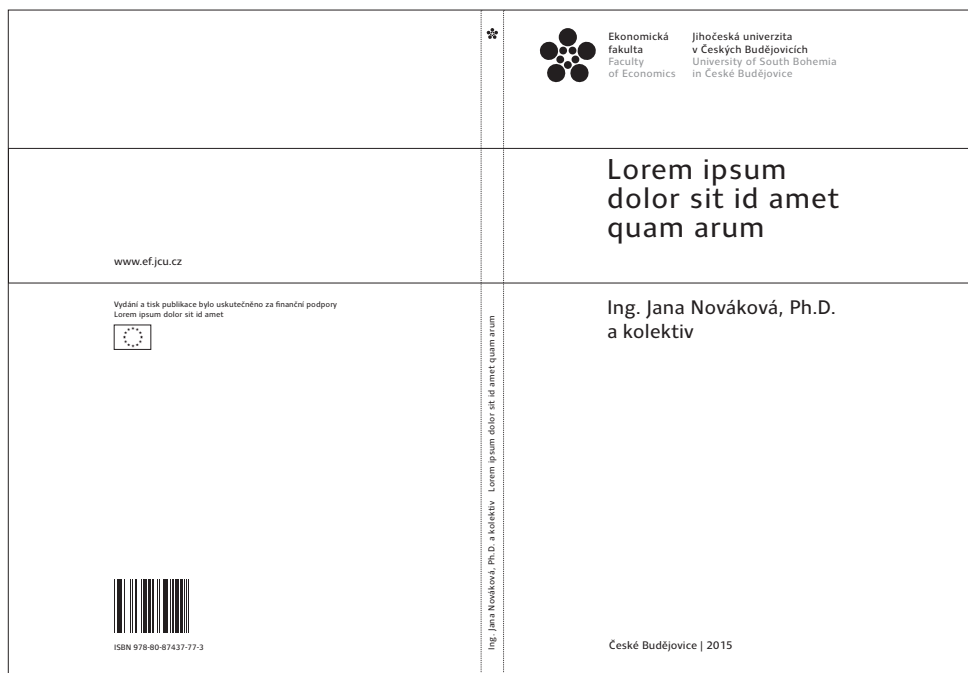 www.ef.jcu.cz
Vydání a tisk publikace bylo uskutečněno za finanční podpory
Lorem ipsum dolor sit id amet
ISBN 978-80-87437-77-3
Ing. Jana Nováková, Ph.D. a kolektiv Lorem ipsum dolor sit id amet quam arum
Ekonomická
fakulta
Faculty
of Economics
Jihočeská univerzita
v Českých Budějovicích
University of South Bohemia
in České Budějovice
Lorem ipsum
dolor sit id amet
quam arum
Ing. Jana Nováková, Ph.D.
a kolektiv
České Budějovice | 2015